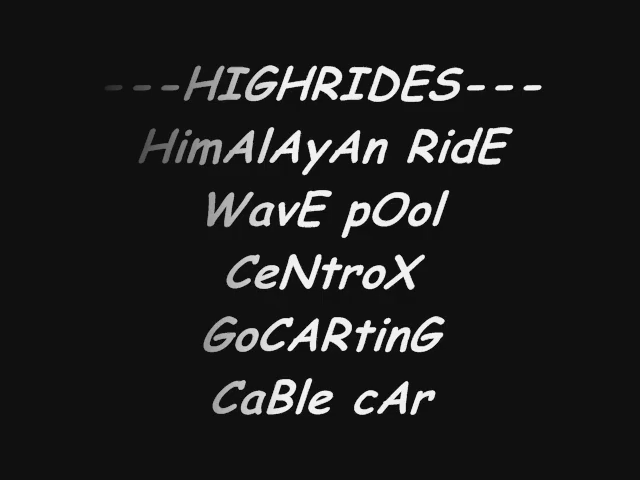 ---HIGHRIDES---
HimAlAyAn RidE
WavE pOol
CeNtroX
GoCARtinG
CaBle cAr